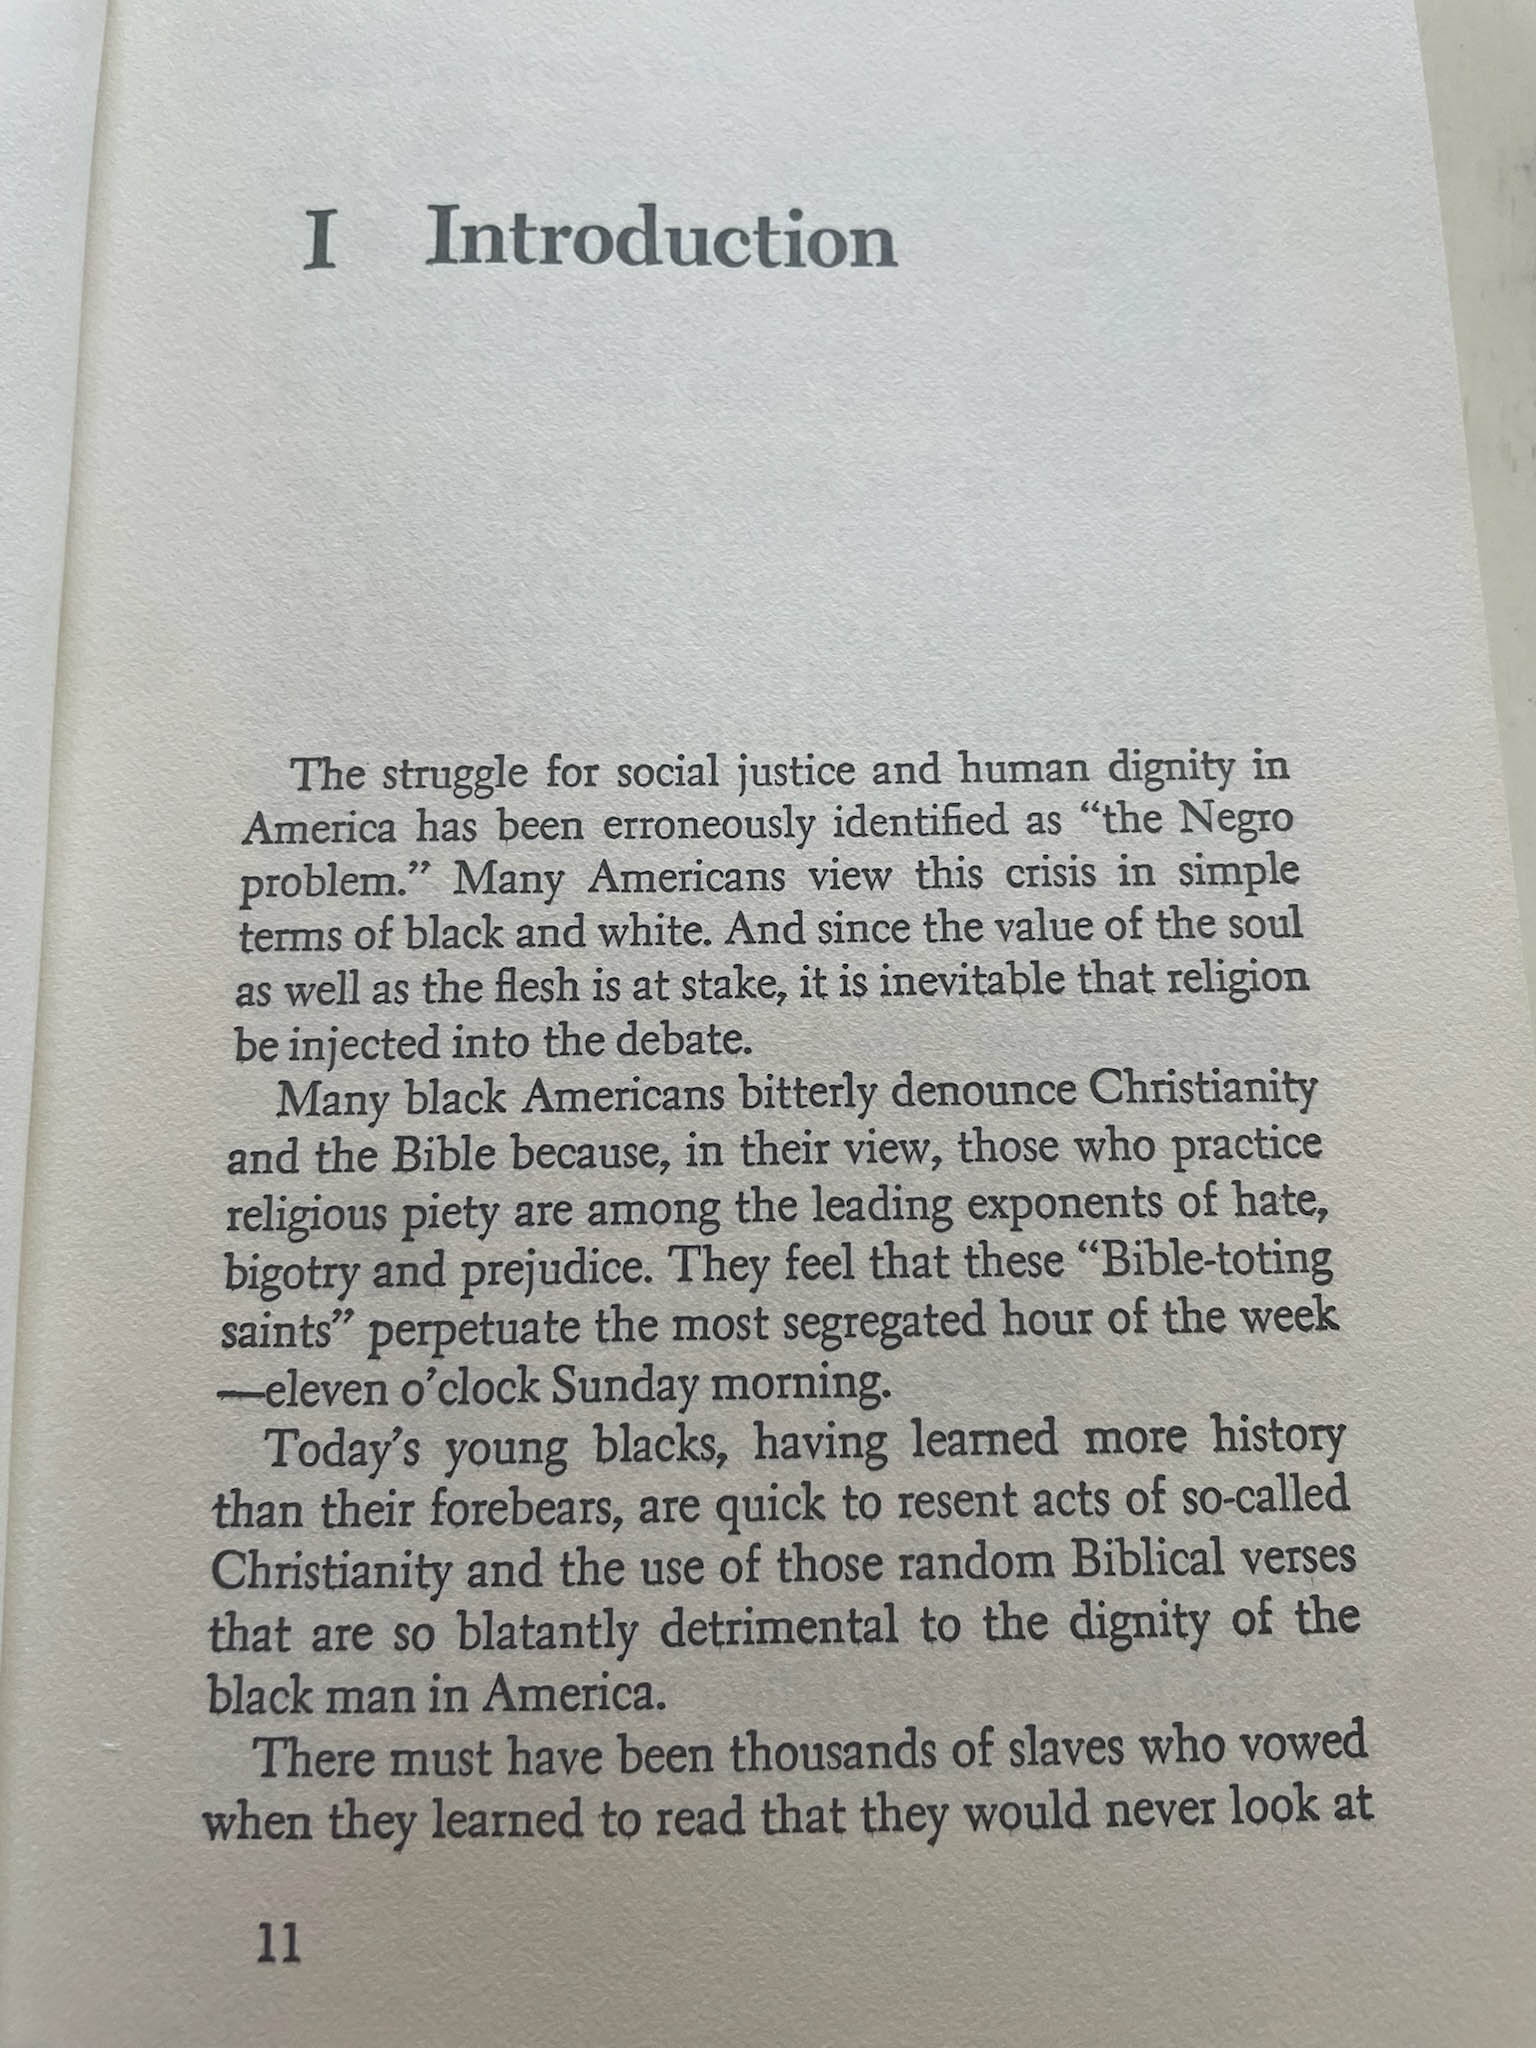 I Introduction
The struggle for social justice and human dignity in
America has been erroneously identified as “the Negro
problem.” Many Americans view this crisis in simple
terms of black and white. And since the value of the soul
as well as the flesh is at stake, it is inevitable that religion
be injected into the debate.
Many black Americans bitterly denounce Christianity
and the Bible because, in their view, those who practice
religious piety are among the leading exponents of hate,
bigotry and prejudice. They feel that these “Bible-toting
saints” perpetuate the most segregated hour of the week
—eleven o’clock Sunday morning.
Today’s young blacks, having learned more history
than their forebears, are quick to resent acts of so-called
Christianity and the use of those random Biblical verses
that are so blatantly detrimental to the dignity of the
black man in America.
There must have been thousands of slaves who vowed
when they learned to read that they would never look at
11